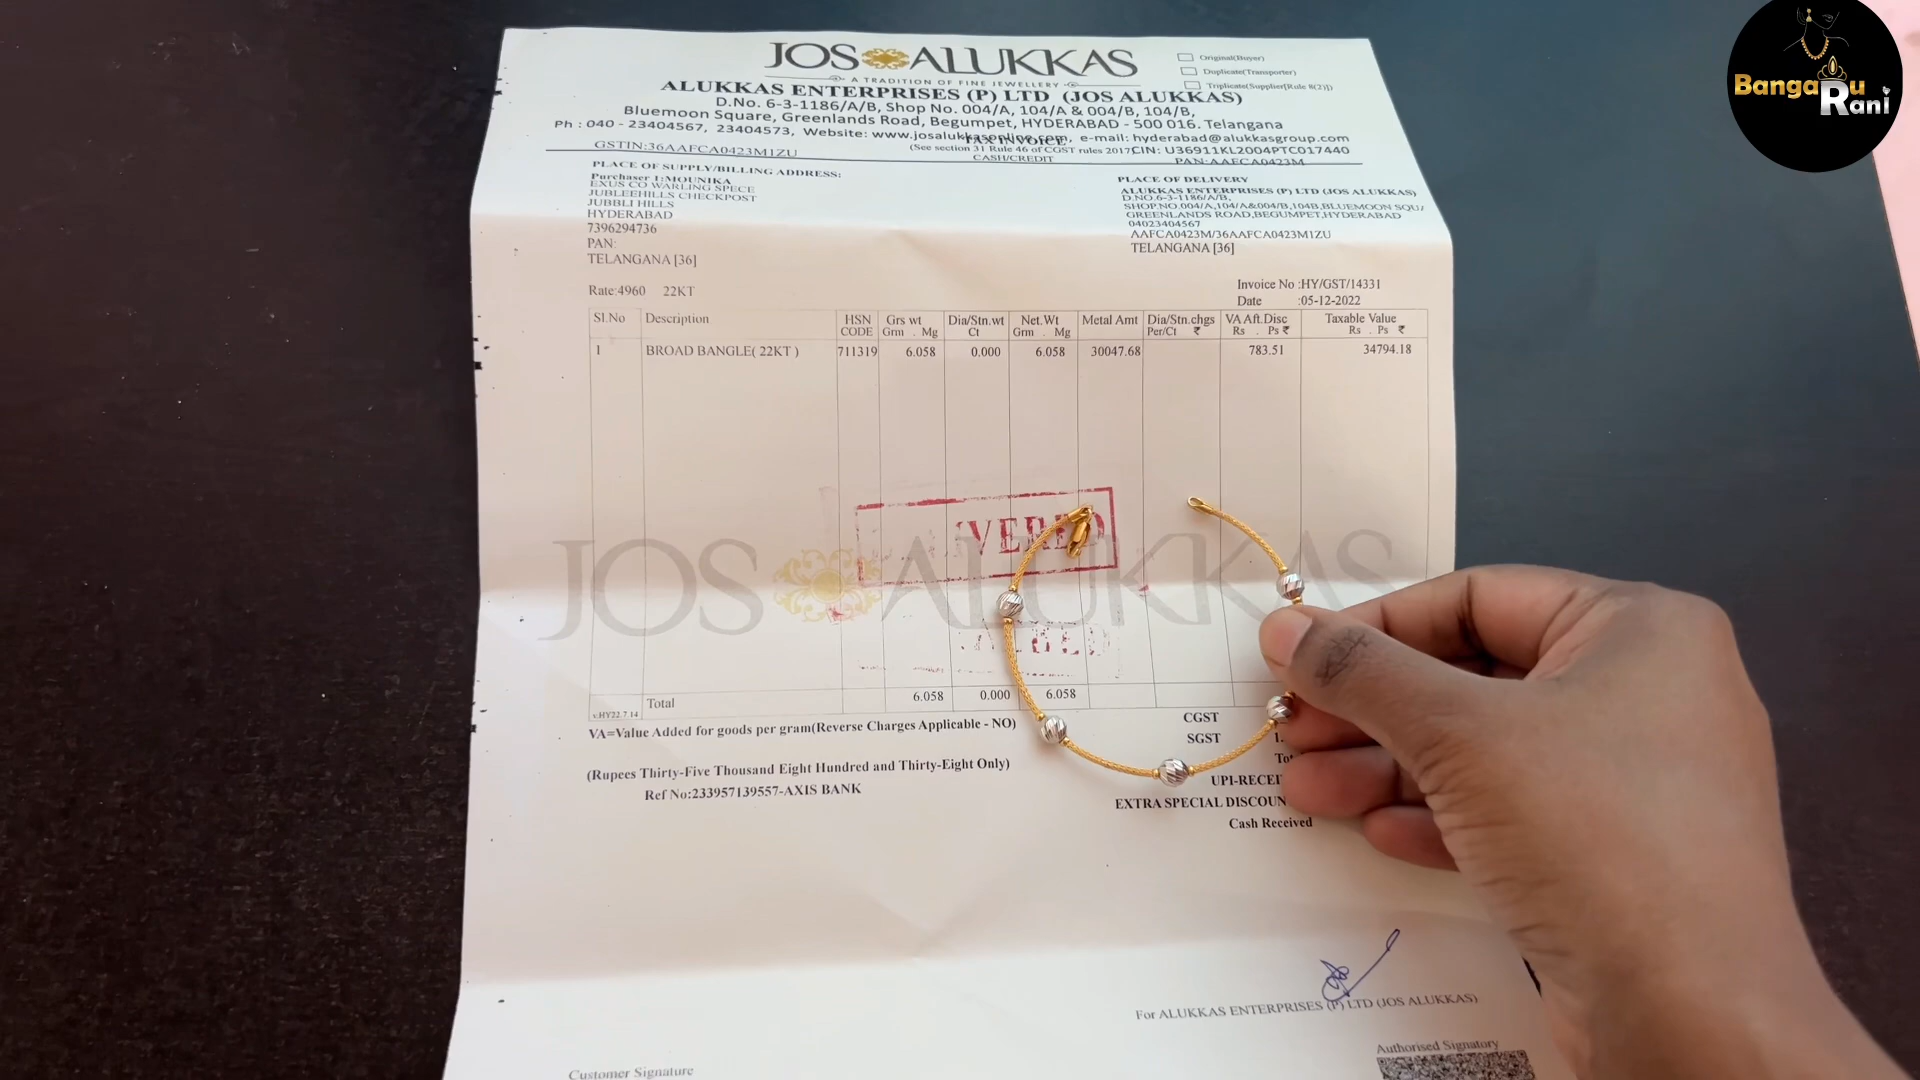 JOS ALUKKAS
A TRADITION OF FINE JEWELLERY
Original(Buyer)
Duplicate(Transporter)
Triplicate(Supplier[Rule 8(2)])
ALUKKAS ENTERPRISES (P) LTD (JOS ALUKKAS)
D.No. 6-3-1186/A/B, Shop No. 004/A, 104/A & 004/B, 104/B,
Bluemoon Square, Greenlands Road, Begumpet, HYDERABAD - 500 016. Telangana
Ph : 040 - 23404567, 23404573, Website: www.josalukkasonline.com, e-mail: hyderabad@alukkasgroup.com
TAX INVOICE
GSTIN:36AAFCA0423M1ZU
(See section 31 Rule 46 of CGST rules 2017)
CIN: U36911KL2004PTC017440
CASH/CREDIT
PAN:AAFCA0423M
PLACE OF SUPPLY/BILLING ADDRESS:
Purchaser 1:MOUNIKA
EXUS CO WARLING SPECE
JUBLEEHILLS CHECKPOST
JUBBLI HILLS
HYDERABAD
7396294736
PAN:
TELANGANA [36]
PLACE OF DELIVERY
ALUKKAS ENTERPRISES (P) LTD (JOS ALUKKAS)
D.NO.6-3-1186/A/B,
SHOP.NO.004/A,104/A&004/B,104B,BLUEMOON SQU
GREENLANDS ROAD,BEGUMPET,HYDERABAD
04023404567
AAFCA0423M/36AAFCA0423M1ZU
TELANGANA [36]
Rate:4960 22KT
Invoice No :HY/GST/14331
Date :05-12-2022
Sl.No Description HSN CODE Grs wt Grm . Mg Dia/Stn.wt Ct Net.Wt Grm . Mg Metal Amt Dia/Stn.chgs Per/Ct ₹ VA Aft.Disc Rs . Ps ₹ Taxable Value Rs . Ps ₹
1 BROAD BANGLE( 22KT ) 711319 6.058 0.000 6.058 30047.68 783.51 34794.18
JOS ALUKKAS
Total 6.058 0.000 6.058
v.HY22.7.14
VA=Value Added for goods per gram(Reverse Charges Applicable - NO)
CGST
SGST 1.
(Rupees Thirty-Five Thousand Eight Hundred and Thirty-Eight Only)
Ref No:233957139557-AXIS BANK
UPI-RECEI
EXTRA SPECIAL DISCOUN
Cash Received
For ALUKKAS ENTERPRISES (P) LTD (JOS ALUKKAS)
Authorised Signatory
Customer Signature
Bangaru
Rani